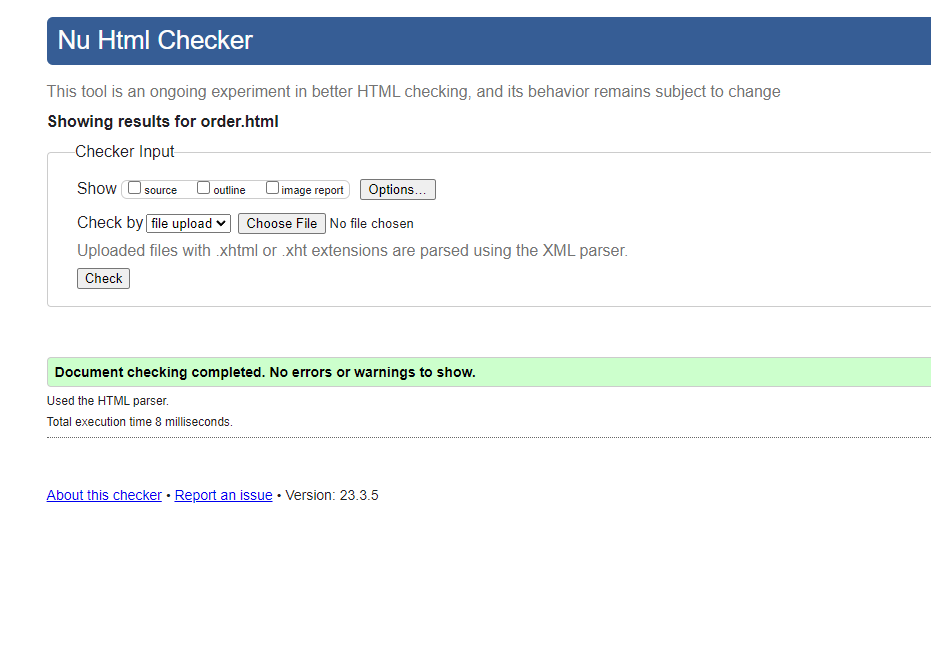 Nu Html Checker
This tool is an ongoing experiment in better HTML checking, and its behavior remains subject to change
Showing results for order.html
Checker Input
Show source outline image report Options...
Check by file upload Choose File No file chosen
Uploaded files with .xhtml or .xht extensions are parsed using the XML parser.
Check
Document checking completed. No errors or warnings to show.
Used the HTML parser.
Total execution time 8 milliseconds.
About this checker • Report an issue • Version: 23.3.5